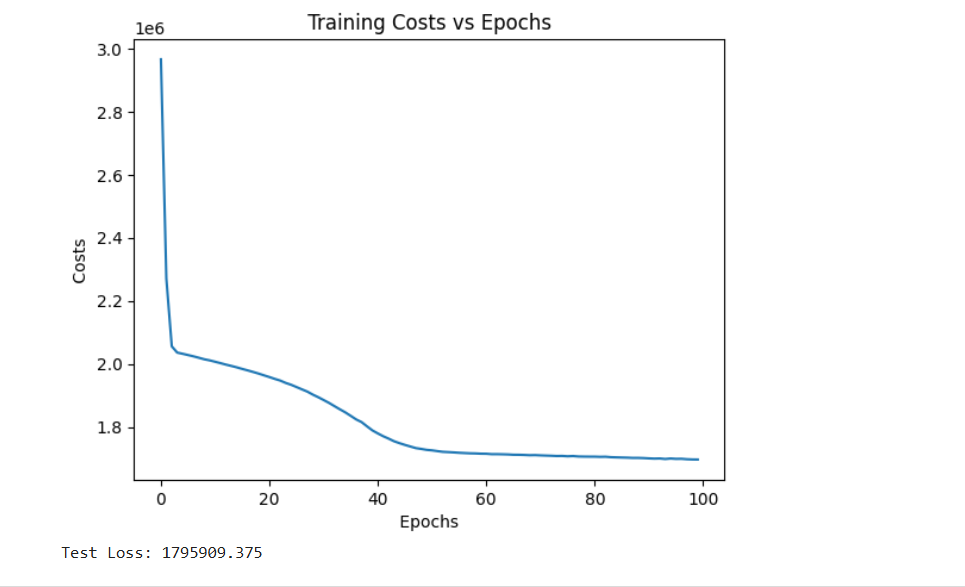 Training Costs vs Epochs
1e6
3.0
2.8
2.6
2.4
2.2
2.0
1.8
Costs
0 20 40 60 80 100
Epochs
Test Loss: 1795909.375